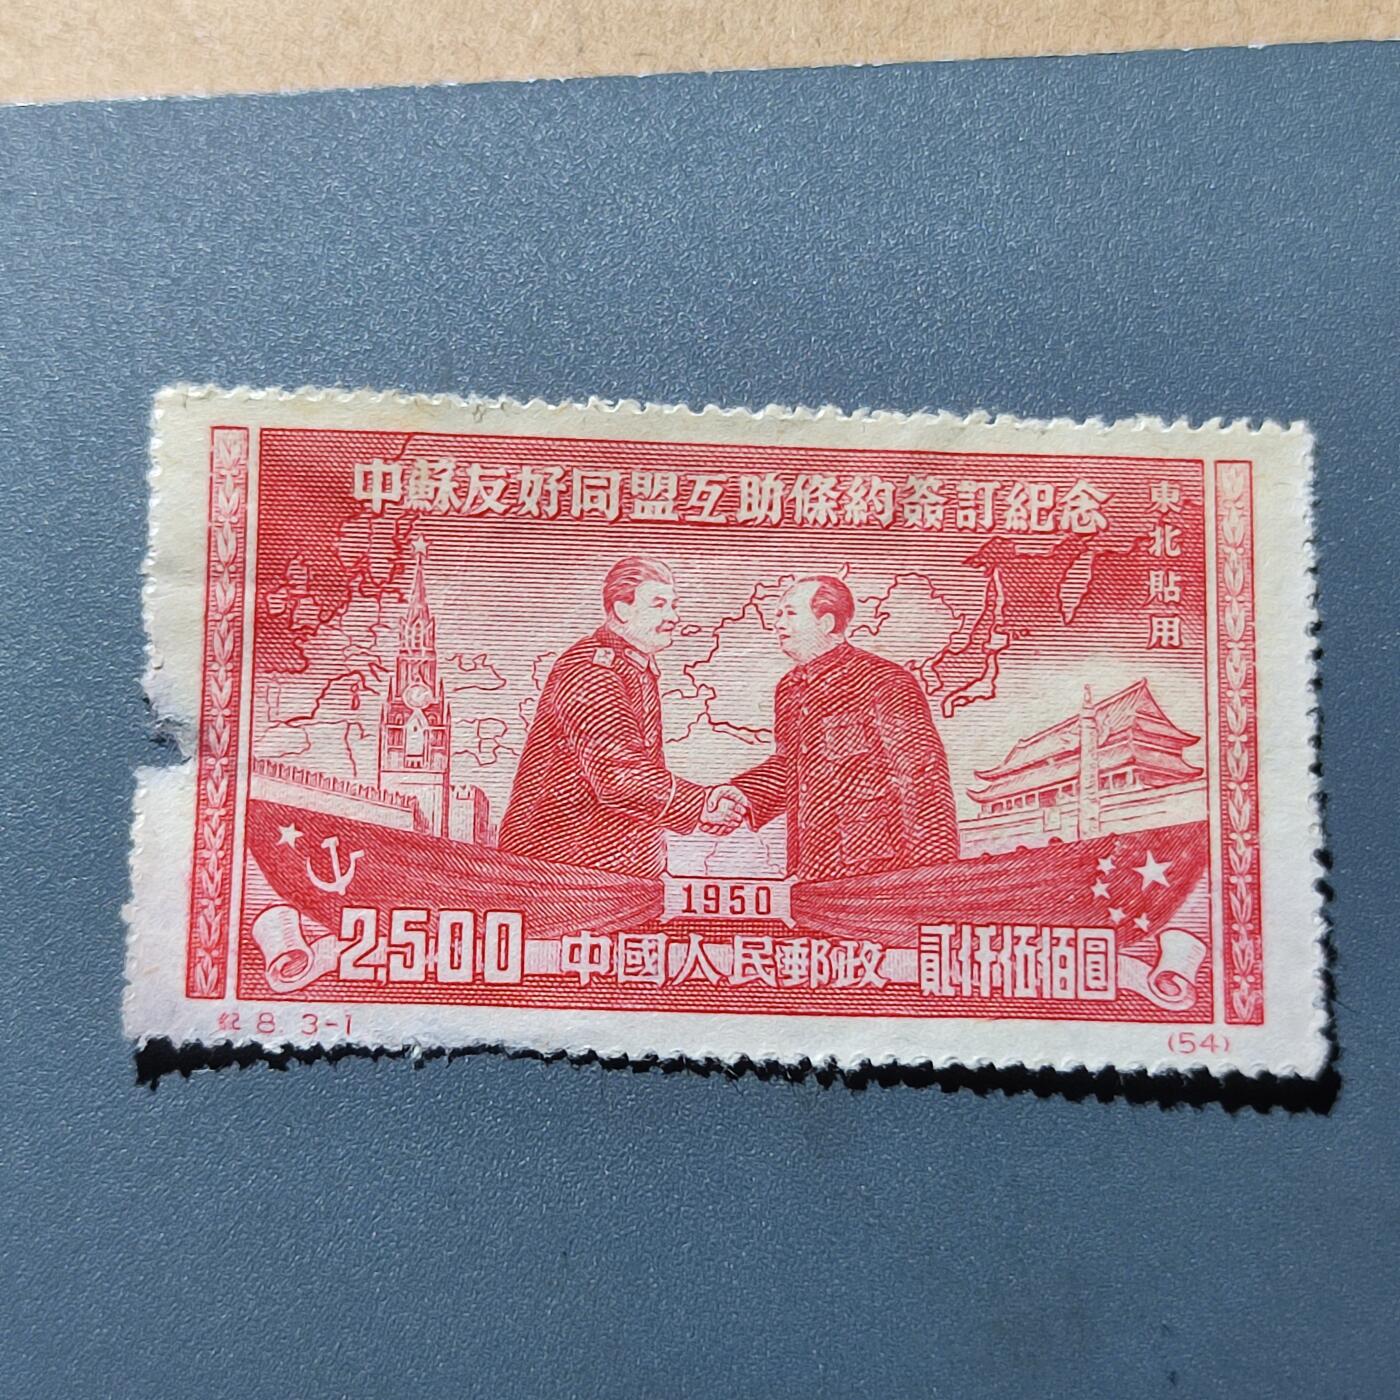 中蘇友好同盟互助條約簽訂紀念
東北貼用
1950
2500 中國人民郵政 貳仟伍佰圓
紀 8. 3-1 (54)